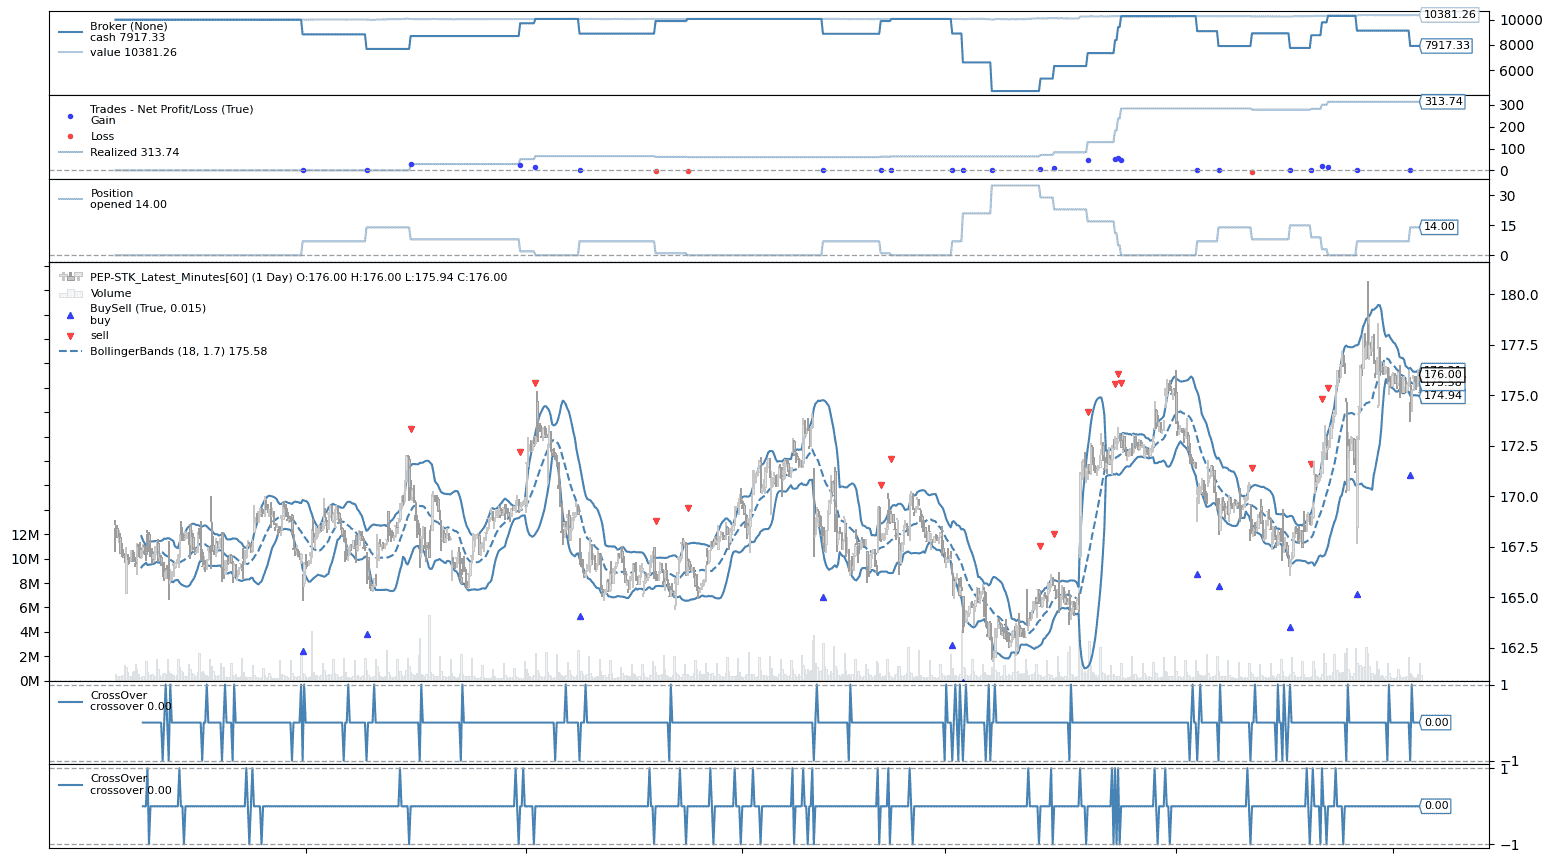 Broker (None)
cash 7917.33
value 10381.26
10381.26
7917.33
10000
8000
6000
Trades - Net Profit/Loss (True)
Gain
Loss
Realized 313.74
313.74
300
200
100
0
Position
opened 14.00
14.00
30
15
0
PEP-STK_Latest_Minutes[60] (1 Day) O:176.00 H:176.00 L:175.94 C:176.00
Volume
BuySell (True, 0.015)
buy
sell
BollingerBands (18, 1.7) 175.58
12M
10M
8M
6M
4M
2M
0M
180.0
177.5
175.0
172.5
170.0
167.5
165.0
162.5
176.00
174.94
CrossOver
crossover 0.00
0.00
1
−1
CrossOver
crossover 0.00
0.00
1
−1